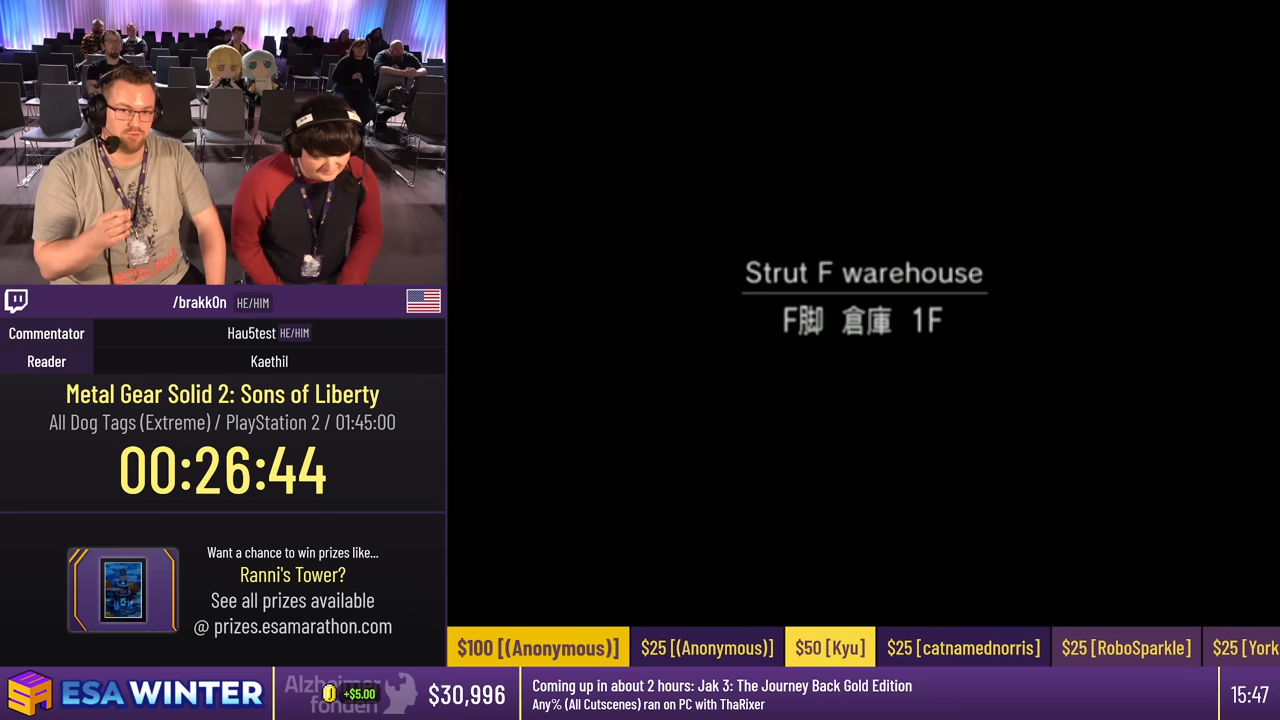 /brakk0n HE/HIM
Commentator Hau5test HE/HIM
Reader Kaethil
Metal Gear Solid 2: Sons of Liberty
All Dog Tags (Extreme) / PlayStation 2 / 01:45:00
00:26:44
Want a chance to win prizes like...
Ranni's Tower?
See all prizes available
@ prizes.esamarathon.com
Strut F warehouse
F脚 倉庫 1F
$100 [(Anonymous)] $25 [(Anonymous)] $50 [Kyu] $25 [catnamednorris] $25 [RoboSparkle] $25 [York
ESA WINTER
Alzheimerfonden
+$5.00
$30,996
Coming up in about 2 hours: Jak 3: The Journey Back Gold Edition
Any% (All Cutscenes) ran on PC with ThaRixer
15:47